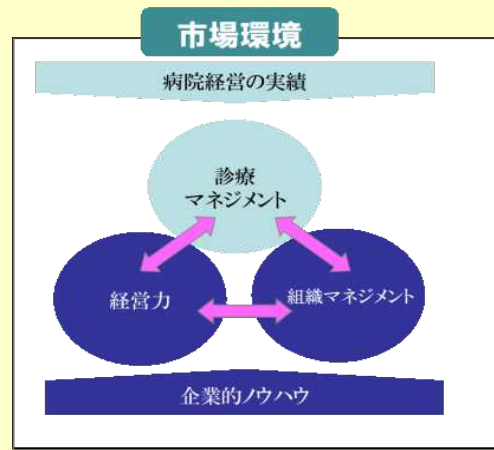 市場環境
病院経営の実績
診療
マネジメント
経営力
組織マネジメント
企業的ノウハウ